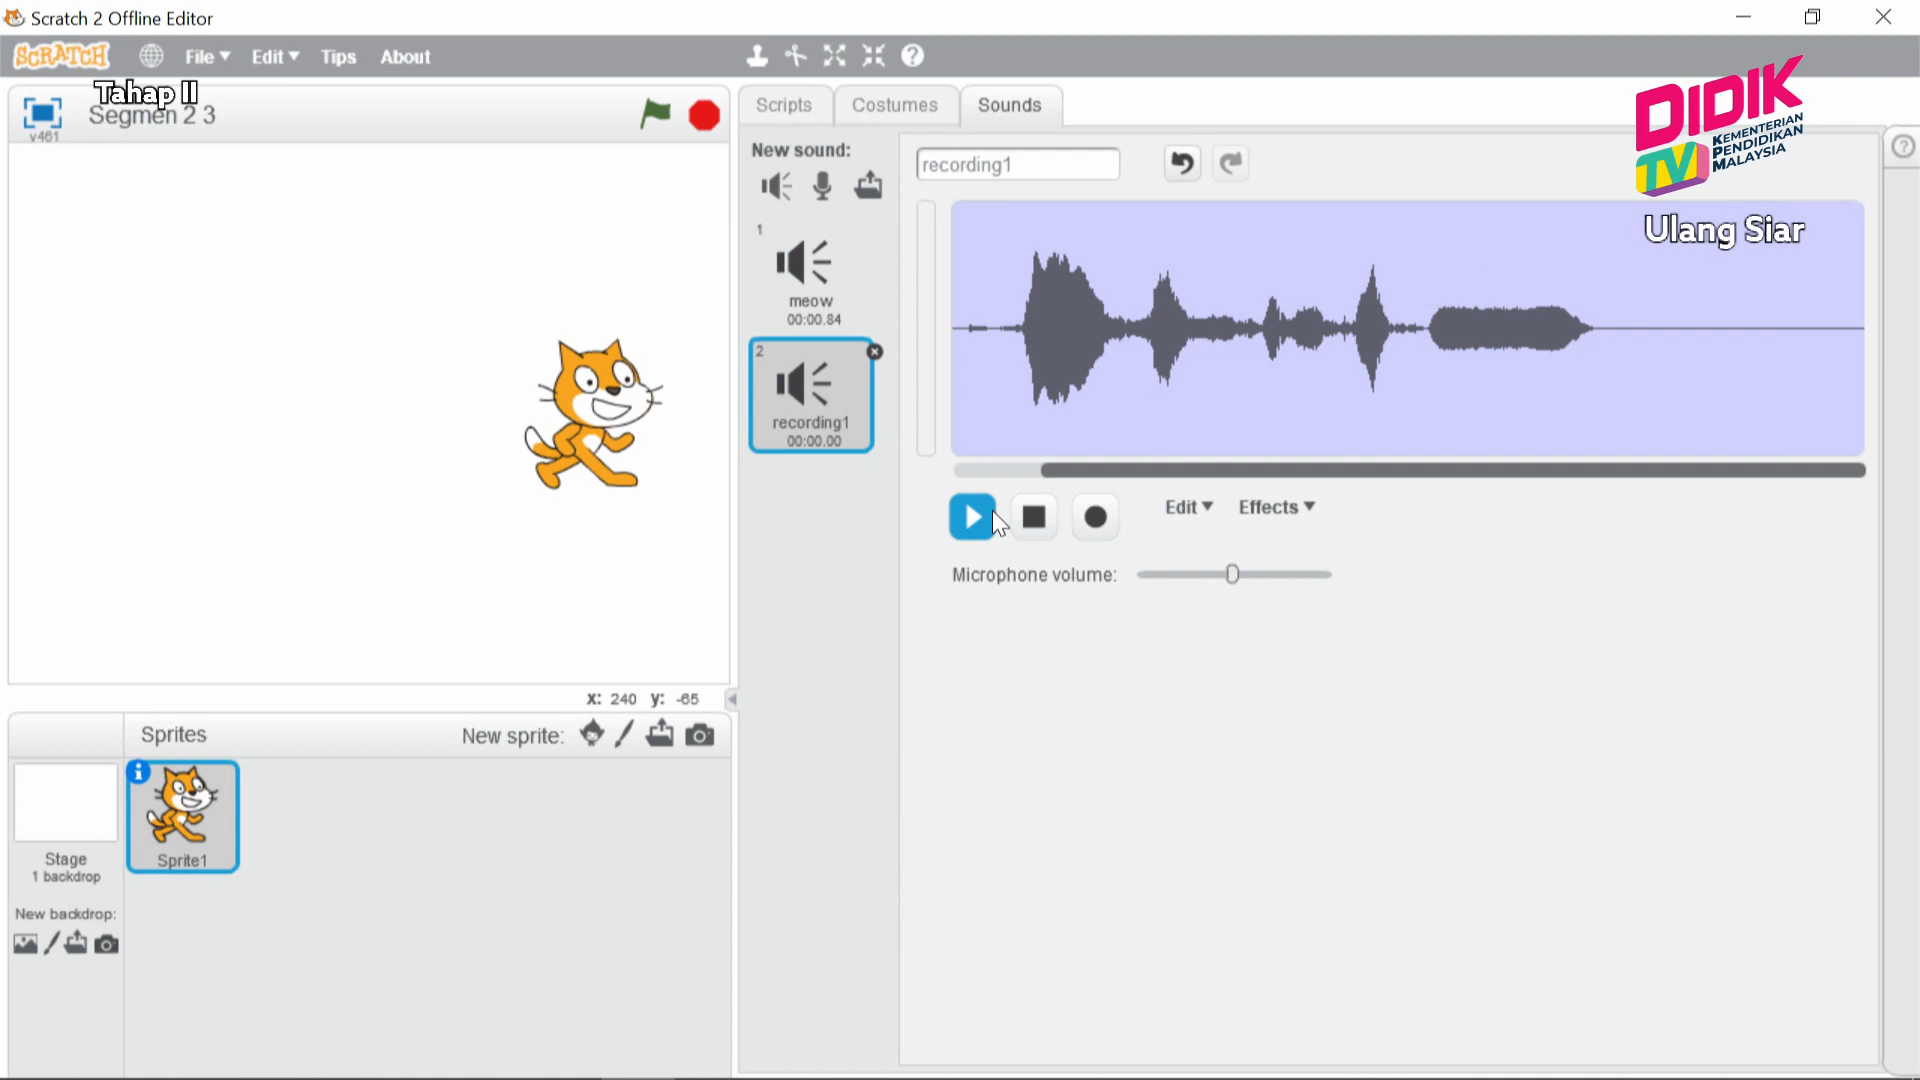 Scratch 2 Offline Editor
SCRATCH File Edit Tips About
Tahap II
Segmen 2 3
v461
Scripts Costumes Sounds
New sound:
1
meow
00:00.84
2
recording1
00:00.00
recording1
DIDIK
TV
KEMENTERIAN
PENDIDIKAN
MALAYSIA
Ulang Siar
Edit Effects
Microphone volume:
x: 240 y: -65
Sprites
New sprite:
Sprite1
Stage
1 backdrop
New backdrop: